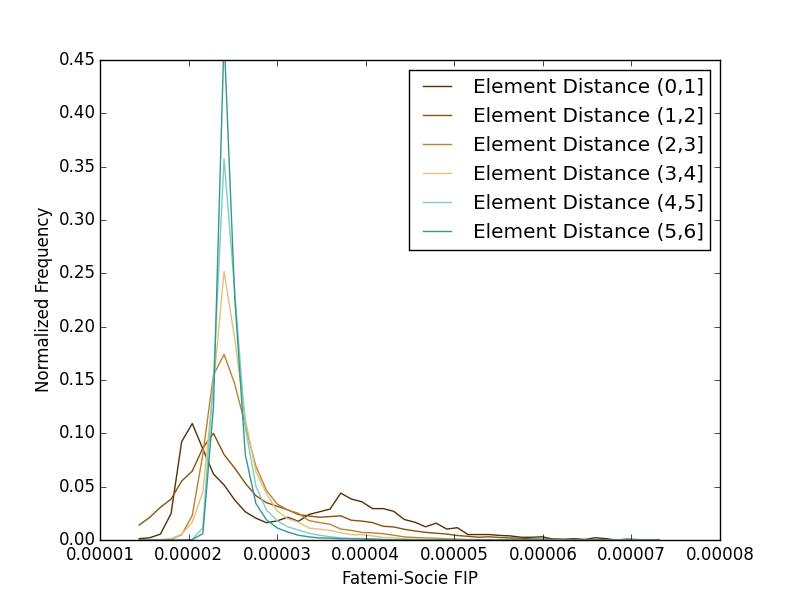 0.45
0.40
0.35
0.30
0.25
0.20
0.15
0.10
0.05
0.00
Normalized Frequency
Element Distance (0,1]
Element Distance (1,2]
Element Distance (2,3]
Element Distance (3,4]
Element Distance (4,5]
Element Distance (5,6]
0.00001 0.00002 0.00003 0.00004 0.00005 0.00006 0.00007 0.00008
Fatemi-Socie FIP